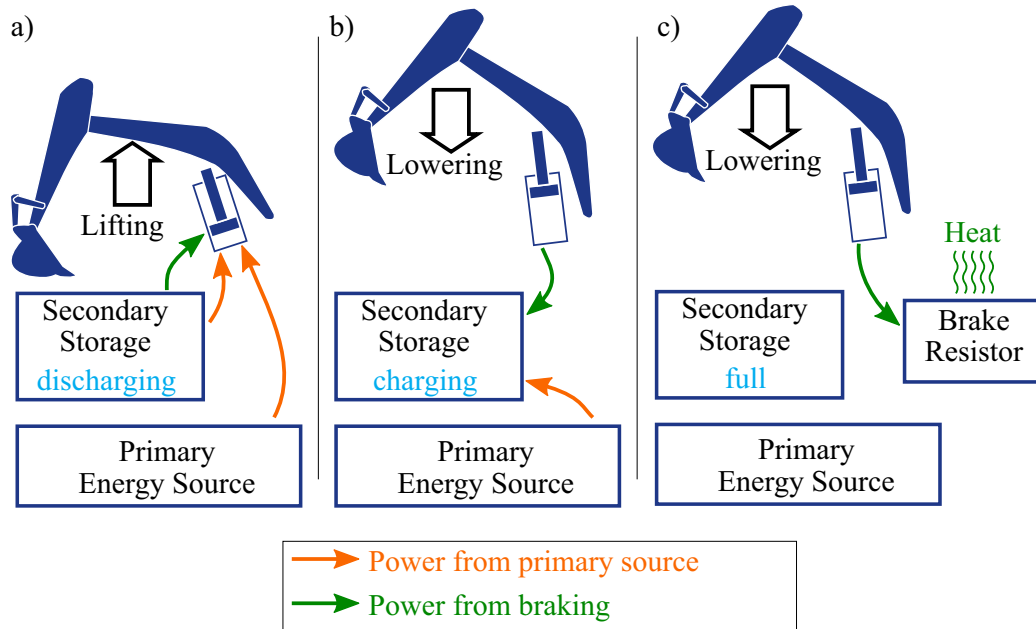 a)
Lifting
Secondary
Storage
discharging
Primary
Energy Source
b)
Lowering
Secondary
Storage
charging
Primary
Energy Source
c)
Lowering
Heat
Secondary
Storage
full
Brake
Resistor
Primary
Energy Source
Power from primary source
Power from braking